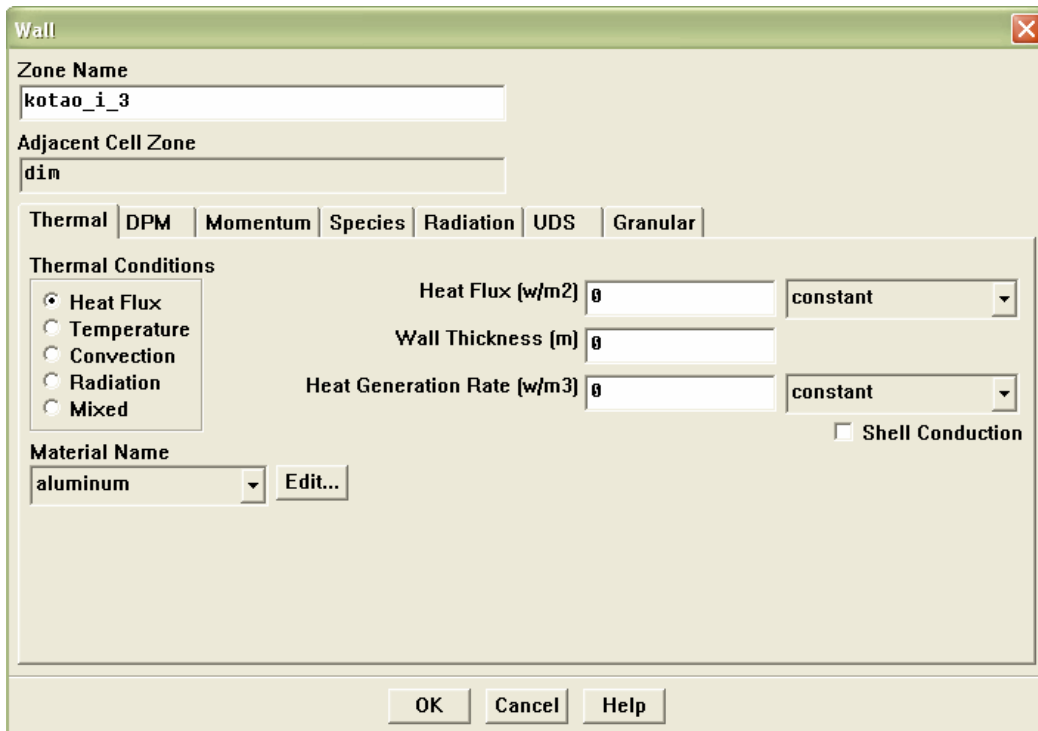 Wall
Zone Name
kotao_i_3
Adjacent Cell Zone
dim
Thermal DPM Momentum Species Radiation UDS Granular
Thermal Conditions
Heat Flux
Temperature
Convection
Radiation
Mixed
Heat Flux (w/m2) 0 constant
Wall Thickness (m) 0
Heat Generation Rate (w/m3) 0 constant
Shell Conduction
Material Name
aluminum Edit...
OK Cancel Help